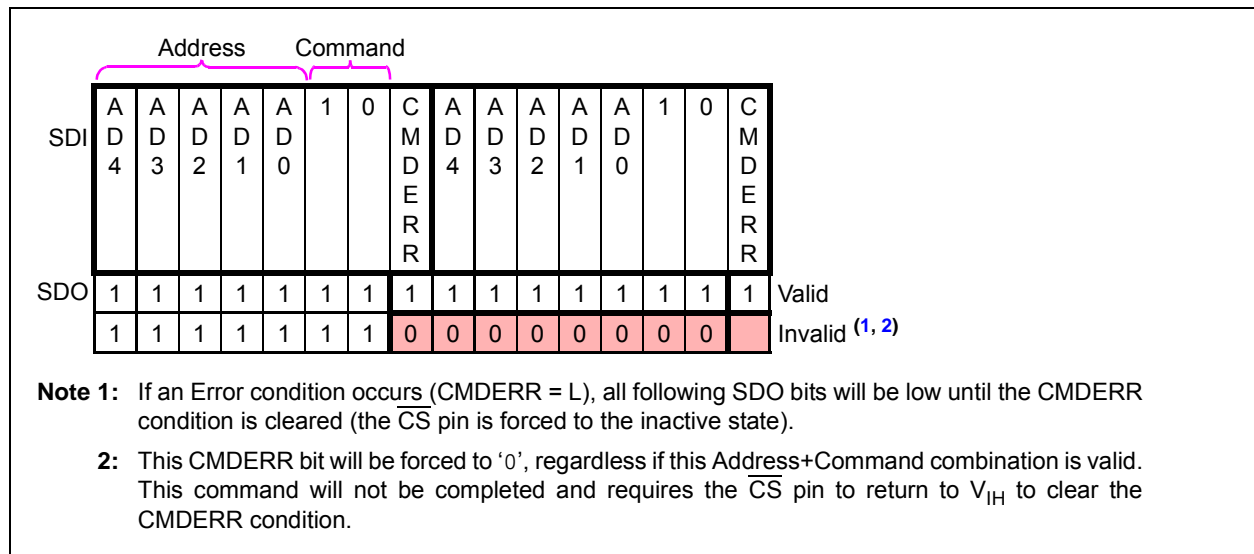 Address Command
SDI A D 4 A D 3 A D 2 A D 1 A D 0 1 0 C M D E R R A D 4 A D 3 A D 2 A D 1 A D 0 1 0 C M D E R R
SDO 1 1 1 1 1 1 1 1 1 1 1 1 1 1 1 1 Valid
1 1 1 1 1 1 1 0 0 0 0 0 0 0 0 Invalid (1, 2)
Note 1: If an Error condition occurs (CMDERR = L), all following SDO bits will be low until the CMDERR
condition is cleared (the CS pin is forced to the inactive state).
2: This CMDERR bit will be forced to ‘0’, regardless if this Address+Command combination is valid.
This command will not be completed and requires the CS pin to return to VIH to clear the
CMDERR condition.